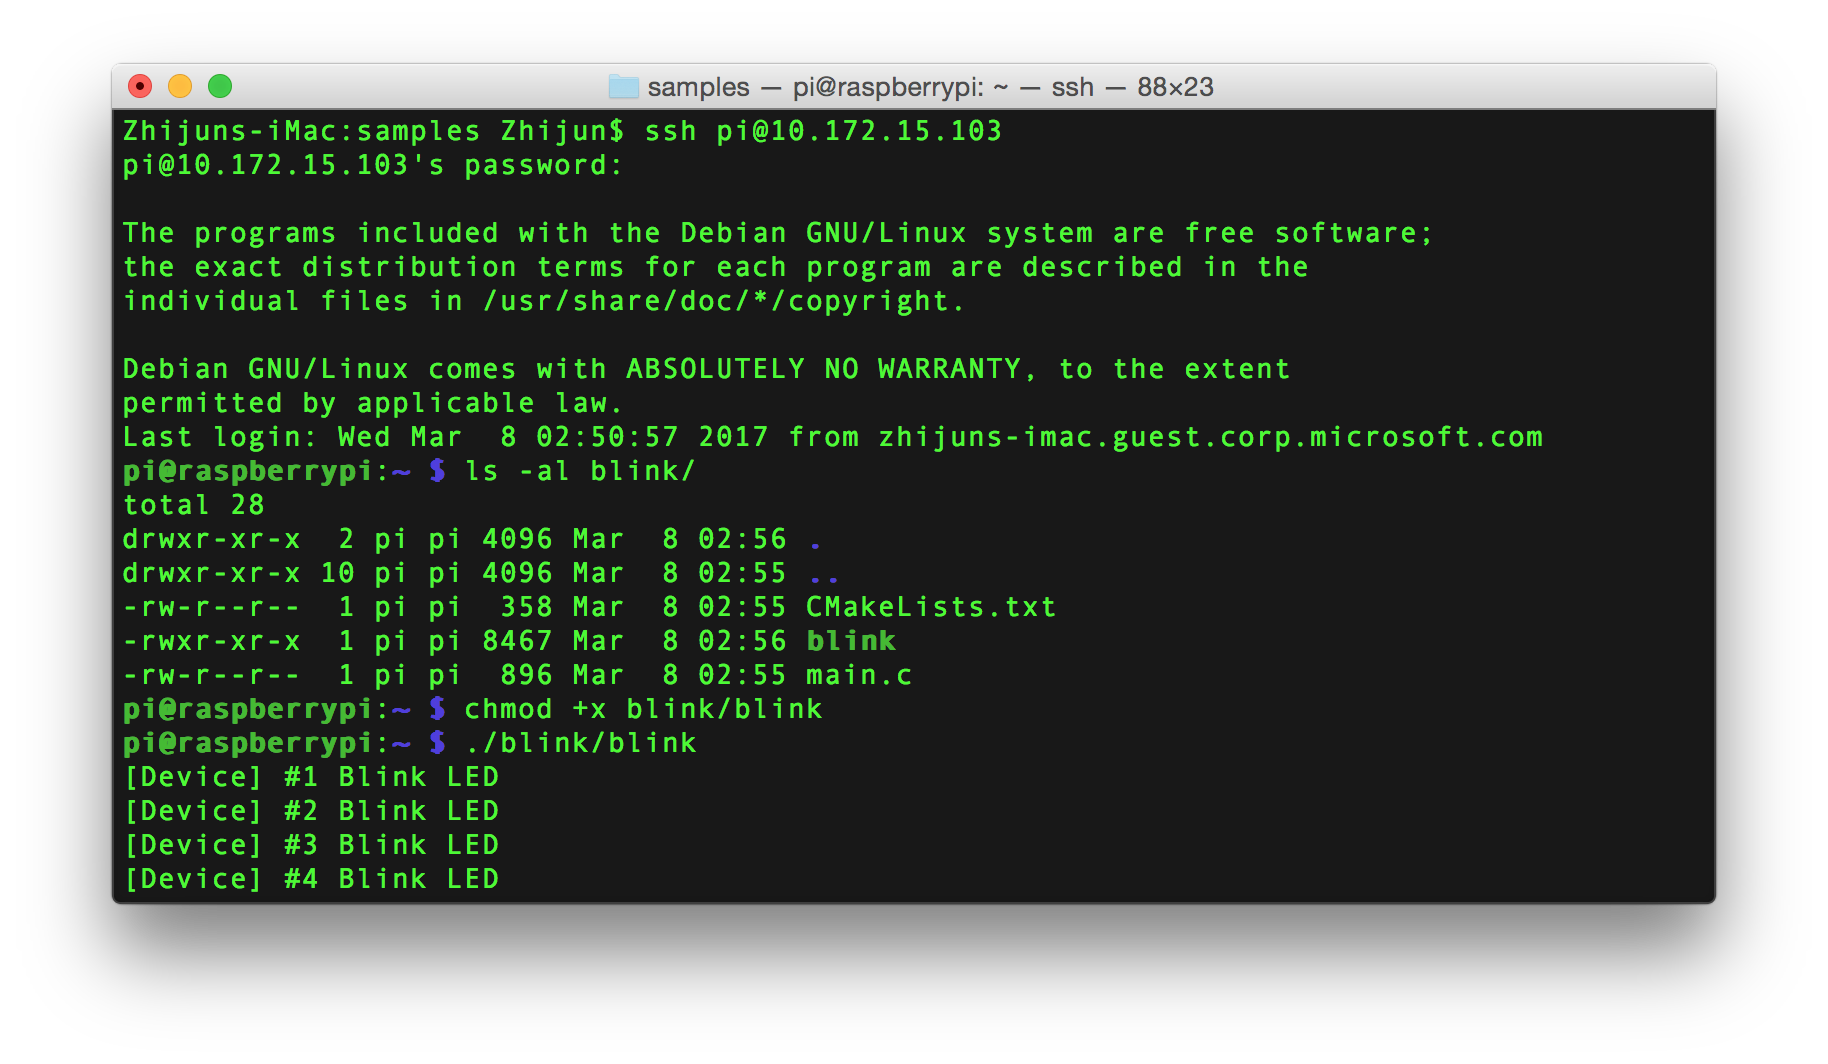 samples — pi@raspberrypi: ~ — ssh — 88×23
Zhijuns-iMac:samples Zhijun$ ssh pi@10.172.15.103
pi@10.172.15.103's password:
The programs included with the Debian GNU/Linux system are free software;
the exact distribution terms for each program are described in the
individual files in /usr/share/doc/*/copyright.
Debian GNU/Linux comes with ABSOLUTELY NO WARRANTY, to the extent
permitted by applicable law.
Last login: Wed Mar  8 02:50:57 2017 from zhijuns-imac.guest.corp.microsoft.com
pi@raspberrypi:~ $ ls -al blink/
total 28
drwxr-xr-x  2 pi pi 4096 Mar  8 02:56 .
drwxr-xr-x 10 pi pi 4096 Mar  8 02:55 ..
-rw-r--r--  1 pi pi  358 Mar  8 02:55 CMakeLists.txt
-rwxr-xr-x  1 pi pi 8467 Mar  8 02:56 blink
-rw-r--r--  1 pi pi  896 Mar  8 02:55 main.c
pi@raspberrypi:~ $ chmod +x blink/blink
pi@raspberrypi:~ $ ./blink/blink
[Device] #1 Blink LED
[Device] #2 Blink LED
[Device] #3 Blink LED
[Device] #4 Blink LED